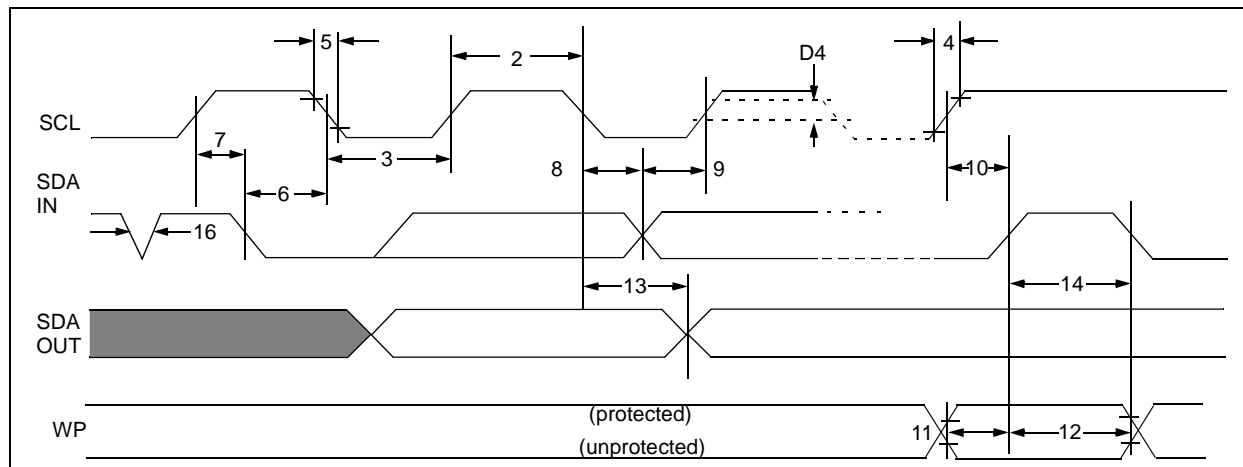 5
2
D4
4
SCL
7
3
8
9
10
SDA
IN
6
16
13
14
SDA
OUT
WP
(protected)
(unprotected)
11
12